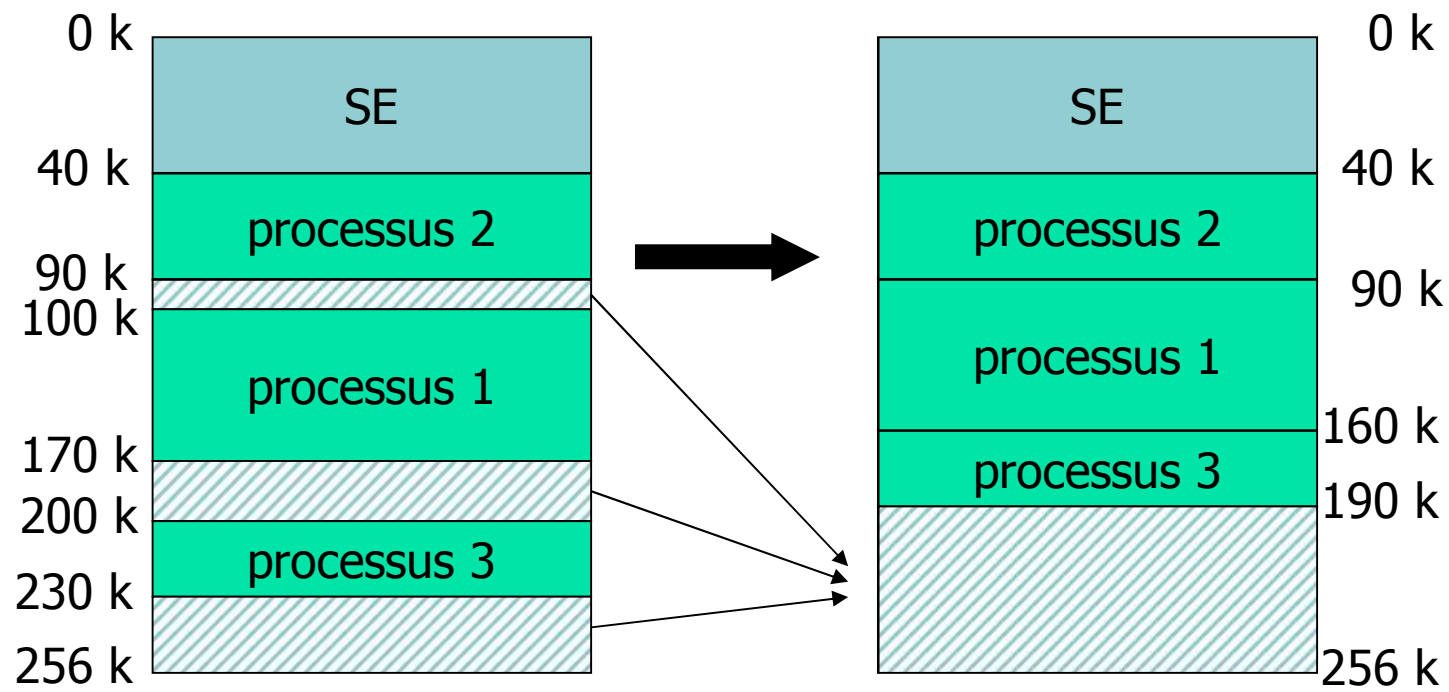 0 k
SE
40 k
processus 2
90 k
100 k
processus 1
170 k
200 k
processus 3
230 k
256 k
0 k
SE
40 k
processus 2
90 k
processus 1
160 k
processus 3
190 k
256 k